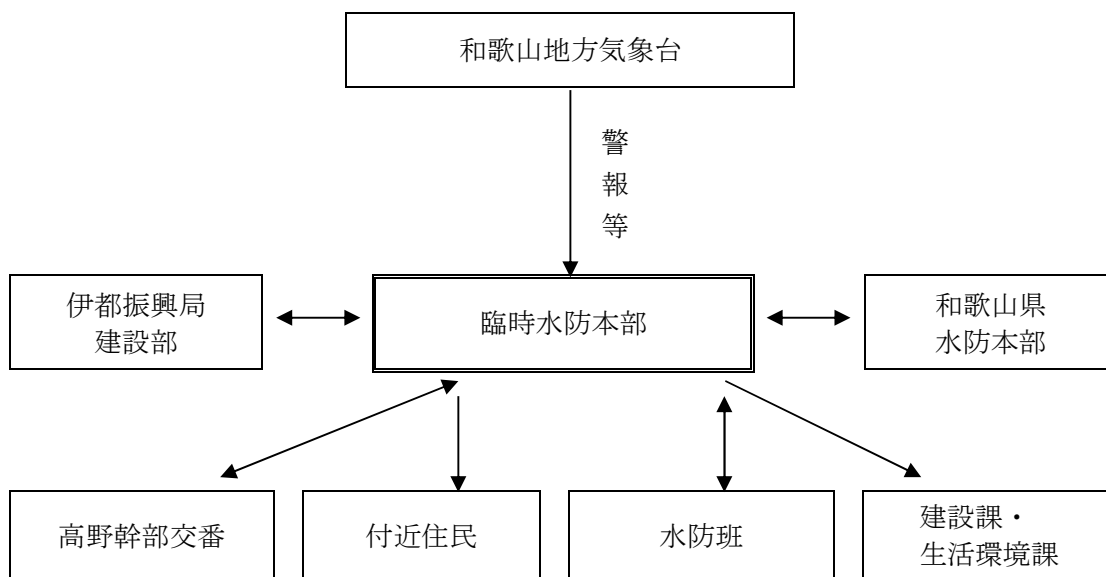 和歌山地方気象台
警報等
伊都振興局
建設部
臨時水防本部
和歌山県
水防本部
高野幹部交番
付近住民
水防班
建設課・
生活環境課